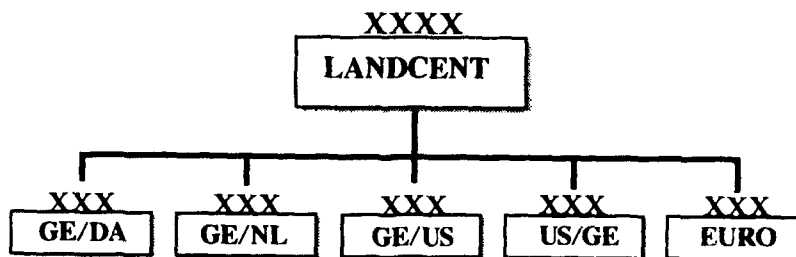 XXXX
LANDCENT
XXX XXX XXX XXX XXX
GE/DA GE/NL GE/US US/GE EURO